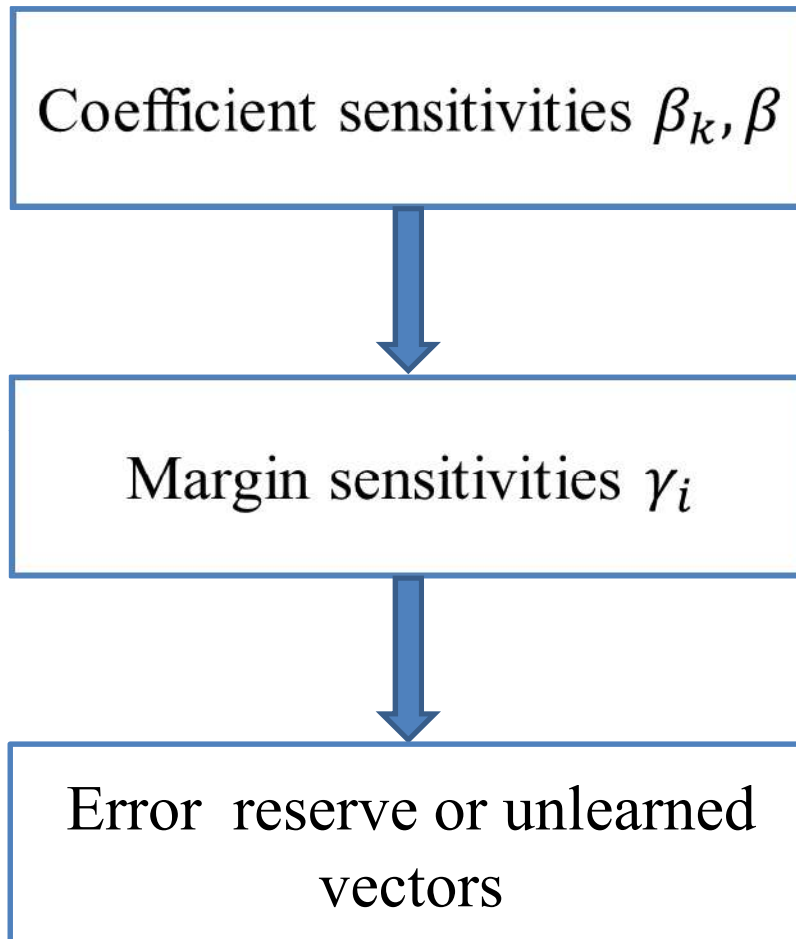 Coefficient sensitivities βₖ, β
Margin sensitivities γᵢ
Error reserve or unlearned
vectors